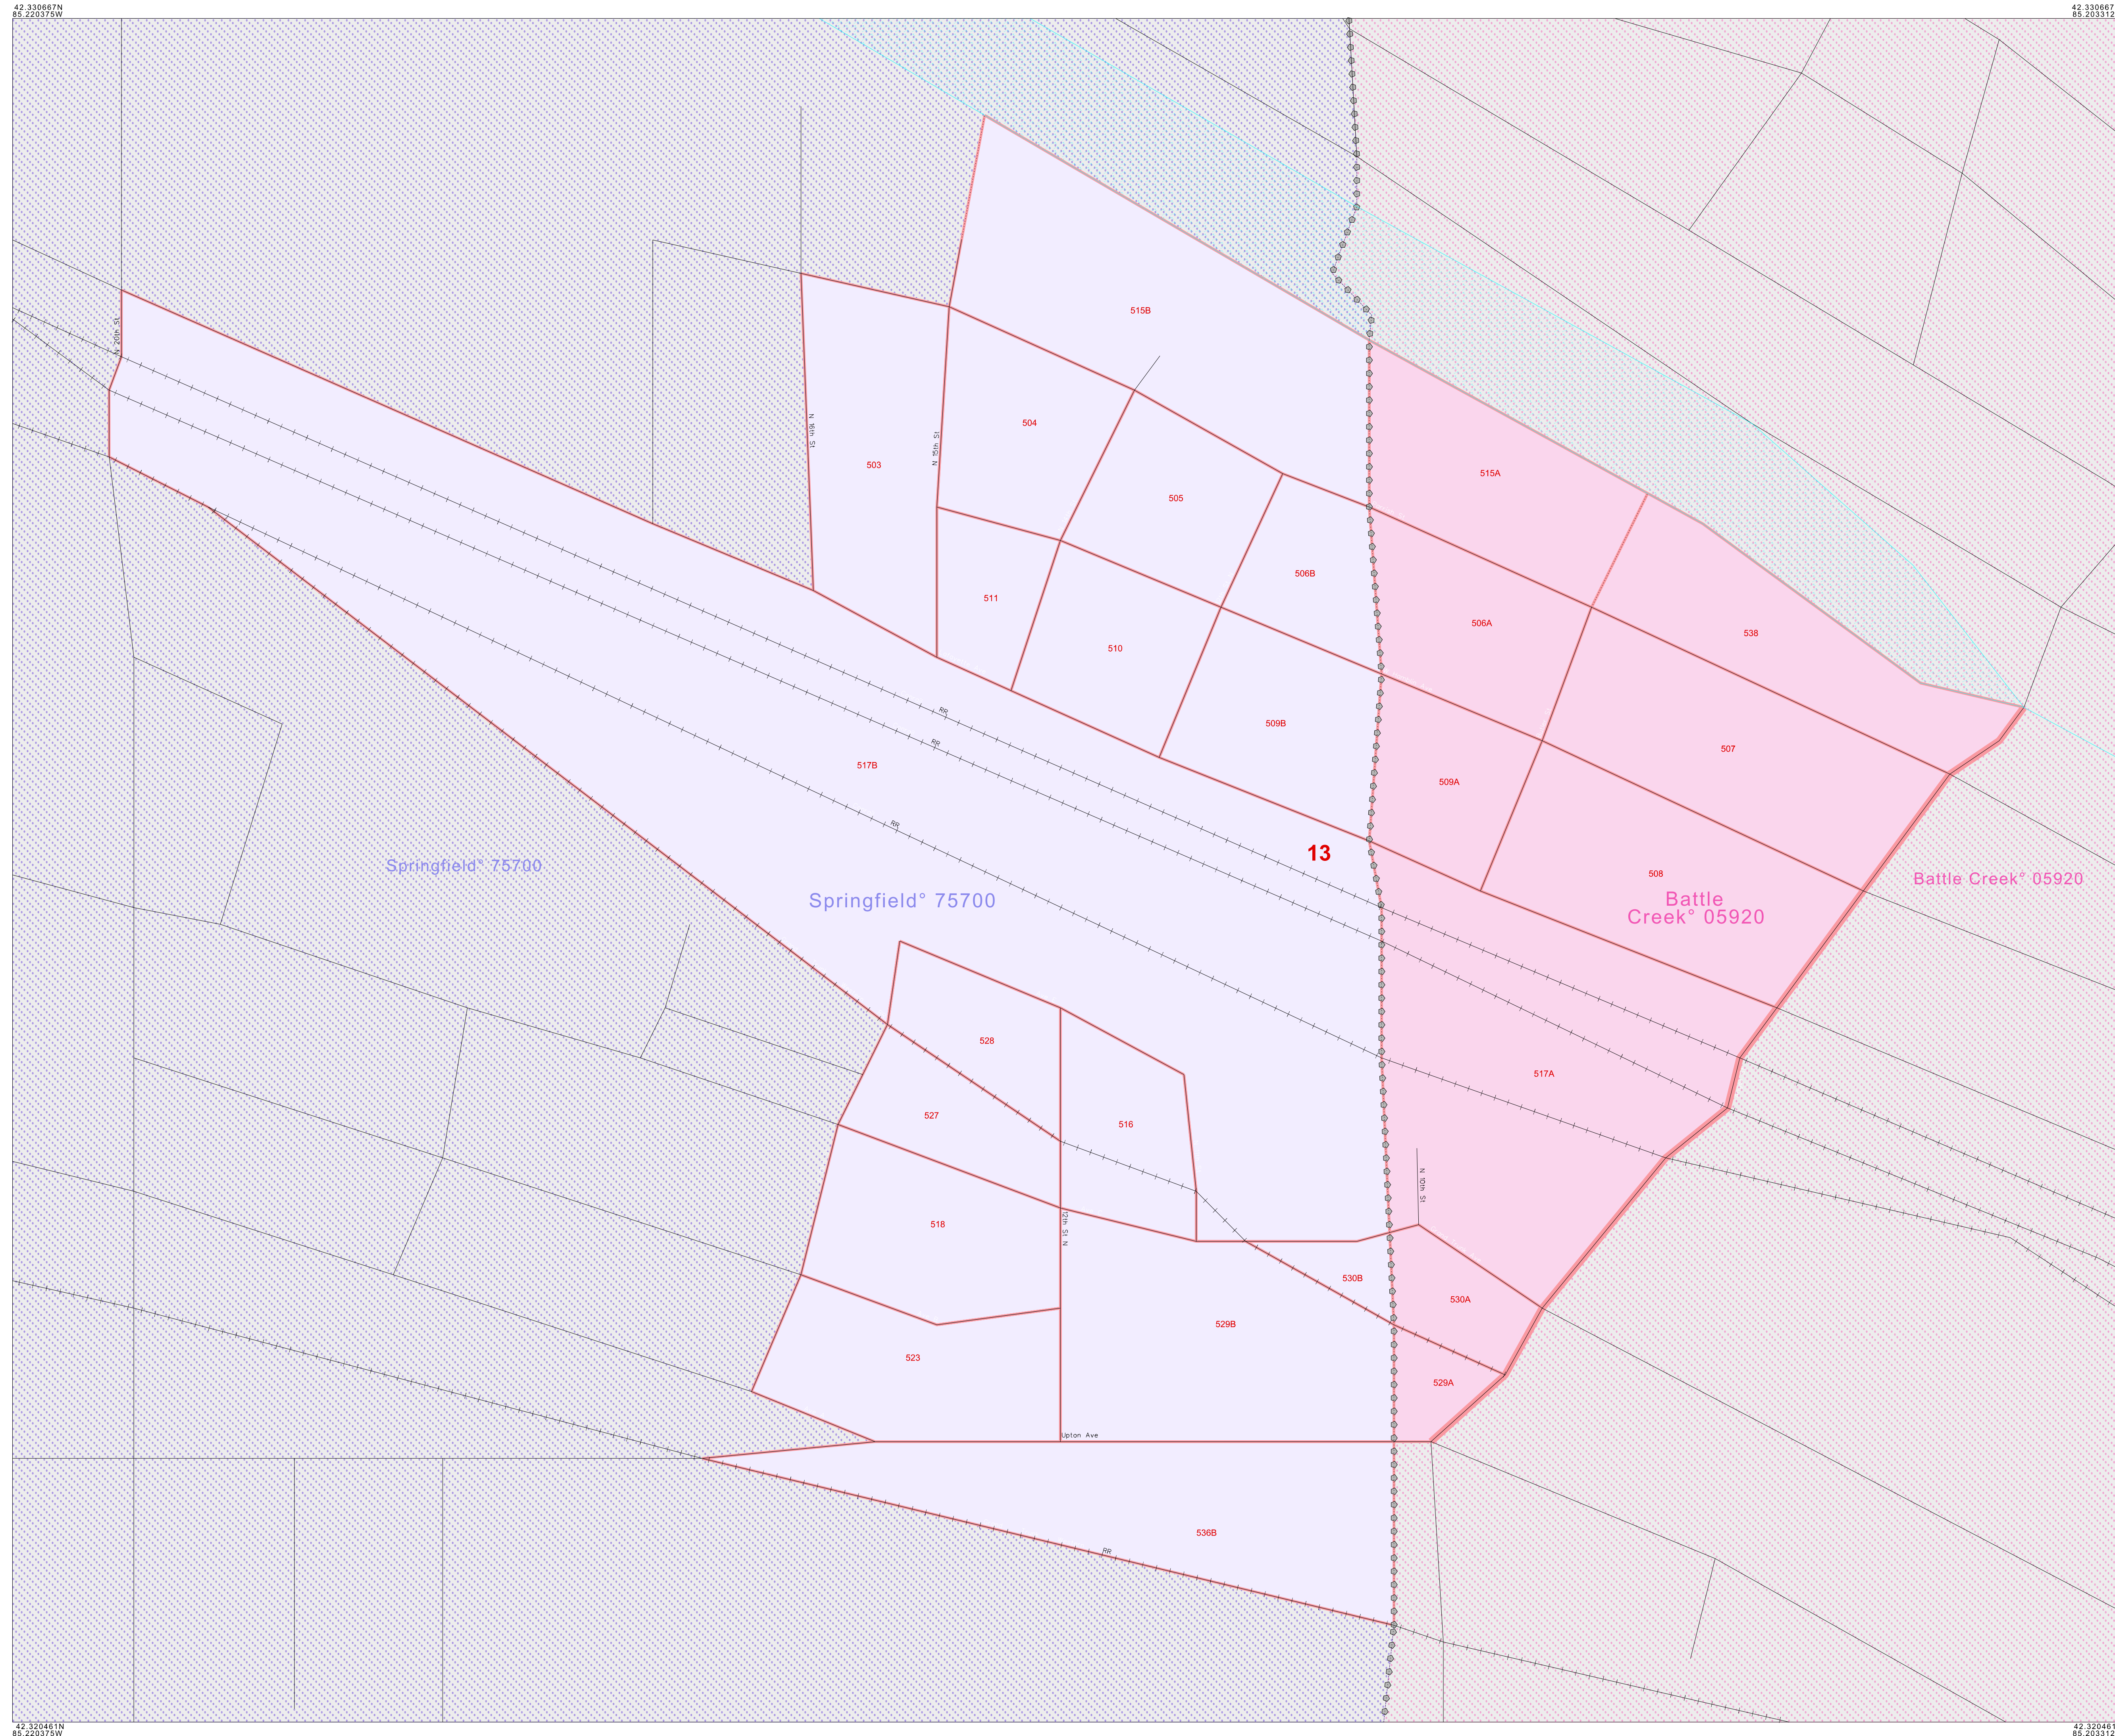 42.330667N
85.220375W
42.330667
85.203312
515B
N 20th St
N 16th St
N 15th St
504
503
515A
505
506B
511
506A
538
510
509B
507
RR
RR
517B
509A
RR
13
508
Springfield° 75700
Springfield° 75700
Battle
Creek° 05920
Battle Creek° 05920
528
517A
527
516
N 10th St
518
12th St N
530B
530A
529B
523
529A
Upton Ave
536B
RR
42.320461N
85.220375W
42.320461
85.203312